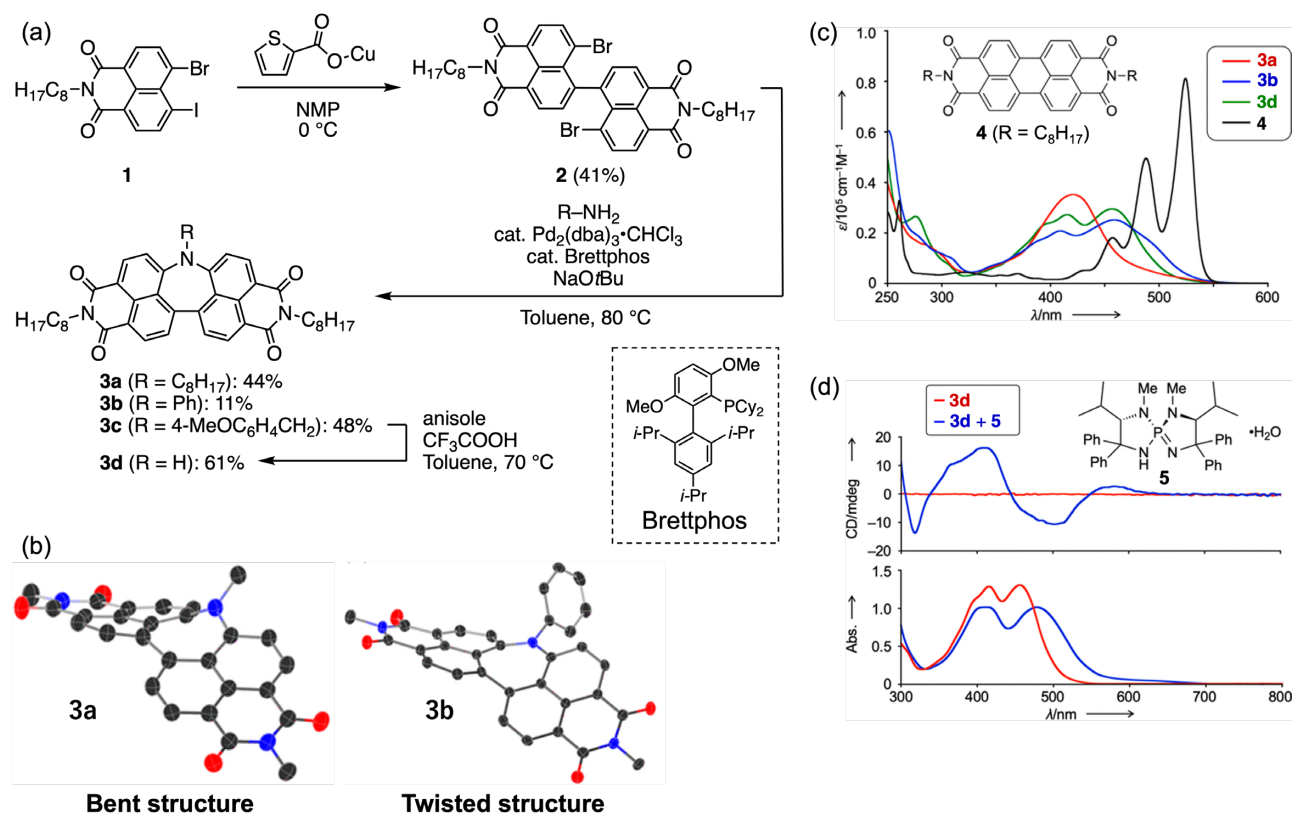 (a)
H₁₇C₈
N
O
O
Br
I
1
S
O
O
Cu
NMP
0 °C
H₁₇C₈
N
O
O
Br
Br
O
N
C₈H₁₇
O
2 (41%)
R–NH₂
cat. Pd₂(dba)₃•CHCl₃
cat. Brettphos
NaOtBu
Toluene, 80 °C
R
N
O
O
H₁₇C₈
N
N
C₈H₁₇
O
O
3a (R = C₈H₁₇): 44%
3b (R = Ph): 11%
3c (R = 4-MeOC₆H₄CH₂): 48%
3d (R = H): 61%
anisole
CF₃COOH
Toluene, 70 °C
OMe
MeO
PCy₂
i-Pr
i-Pr
i-Pr
Brettphos
(b)
3a
3b
Bent structure
Twisted structure
(c)
1.0
0.8
0.6
0.4
0.2
0
ε/10⁵ cm⁻¹M⁻¹
O
O
R
N
N
R
O
O
4 (R = C₈H₁₇)
3a
3b
3d
4
250
300
400
500
600
λ/nm
(d)
3d
3d + 5
Me
Me
N
N
P
Ph
Ph
HN
N
Ph
Ph
•H₂O
5
20
10
0
–10
–20
CD/mdeg
1.5
1.0
0.5
0
Abs.
300
400
500
600
700
800
λ/nm